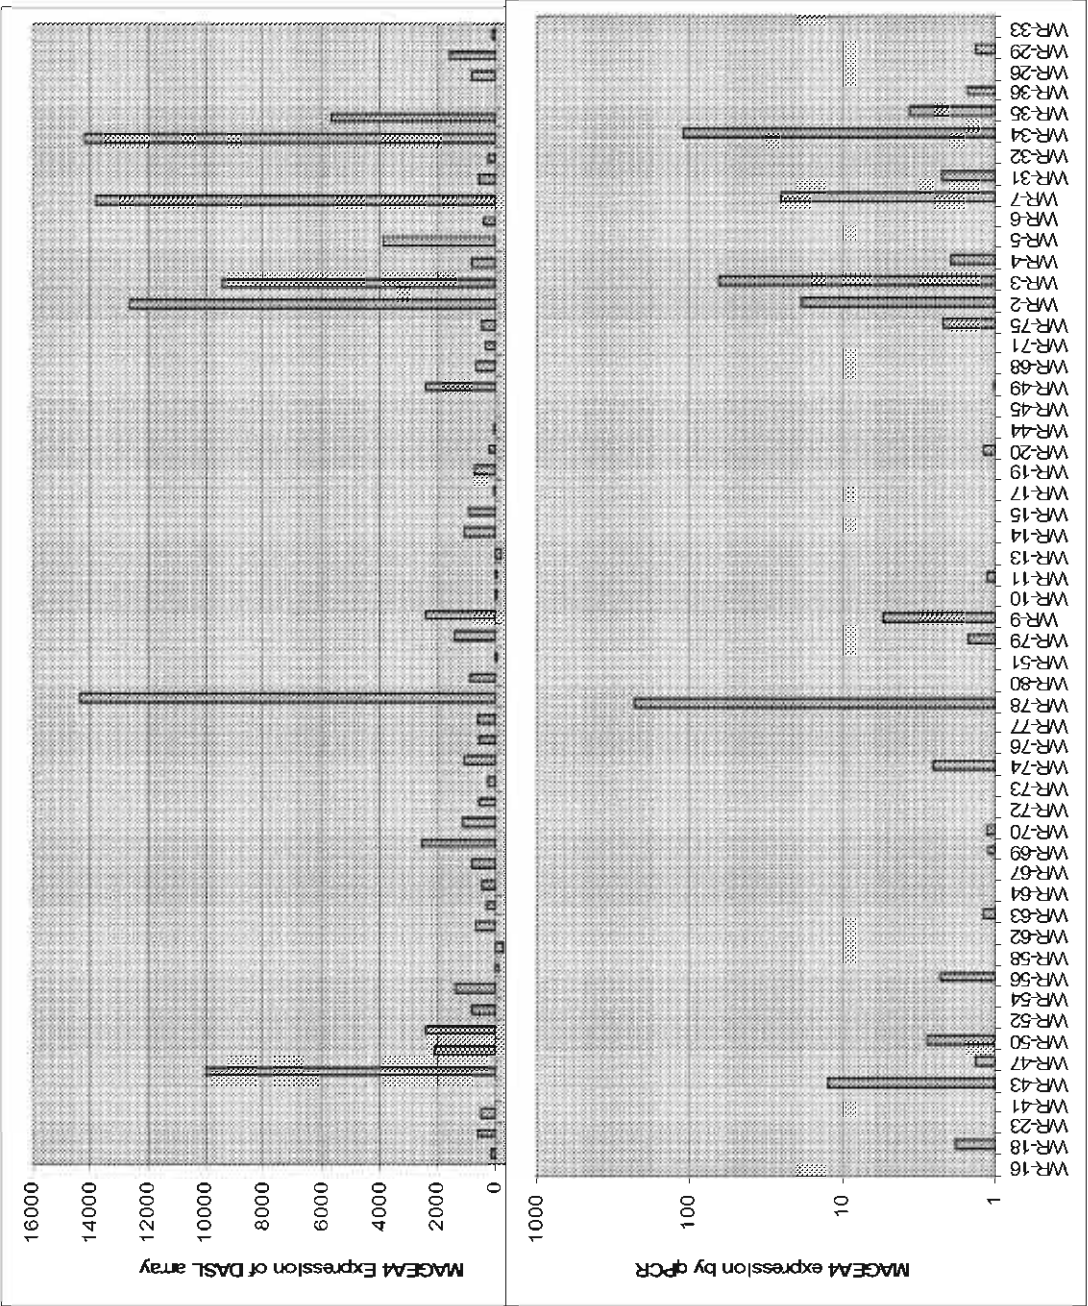 MAGEA4 Expression of DASL array
16000
14000
12000
10000
8000
6000
4000
2000
0
MAGEA4 expression by qPCR
1000
100
10
1
WR-16
WR-18
WR-23
WR-41
WR-43
WR-47
WR-50
WR-52
WR-54
WR-56
WR-58
WR-62
WR-63
WR-64
WR-67
WR-69
WR-70
WR-72
WR-73
WR-74
WR-76
WR-77
WR-78
WR-80
WR-51
WR-79
WR-9
WR-10
WR-11
WR-13
WR-14
WR-15
WR-17
WR-19
WR-20
WR-44
WR-45
WR-49
WR-68
WR-71
WR-75
WR-2
WR-3
WR-4
WR-5
WR-6
WR-7
WR-31
WR-32
WR-34
WR-35
WR-36
WR-26
WR-29
WR-33